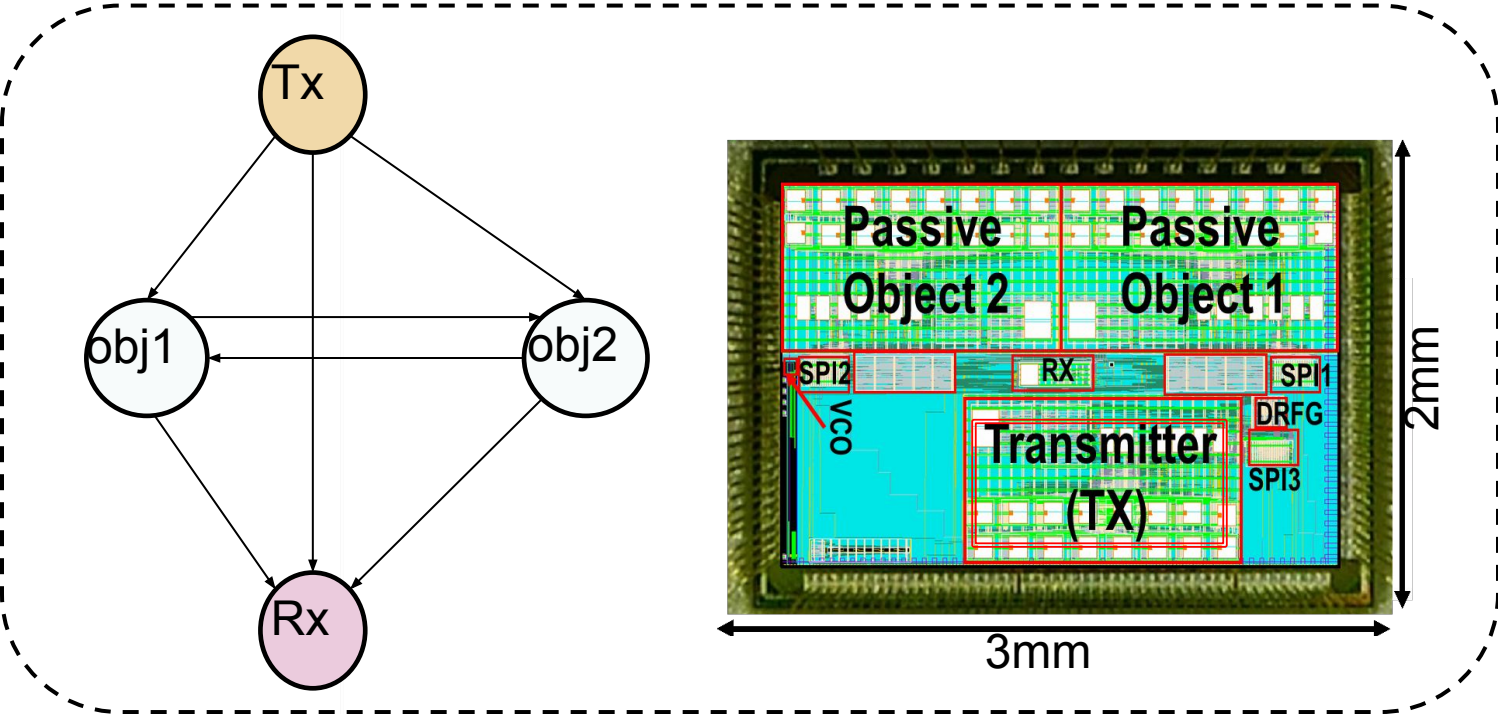 Tx
obj1
obj2
Rx
Passive
Object 2
Passive
Object 1
SPI2
RX
SPI1
VCO
DRFG
Transmitter
(TX)
SPI3
2mm
3mm